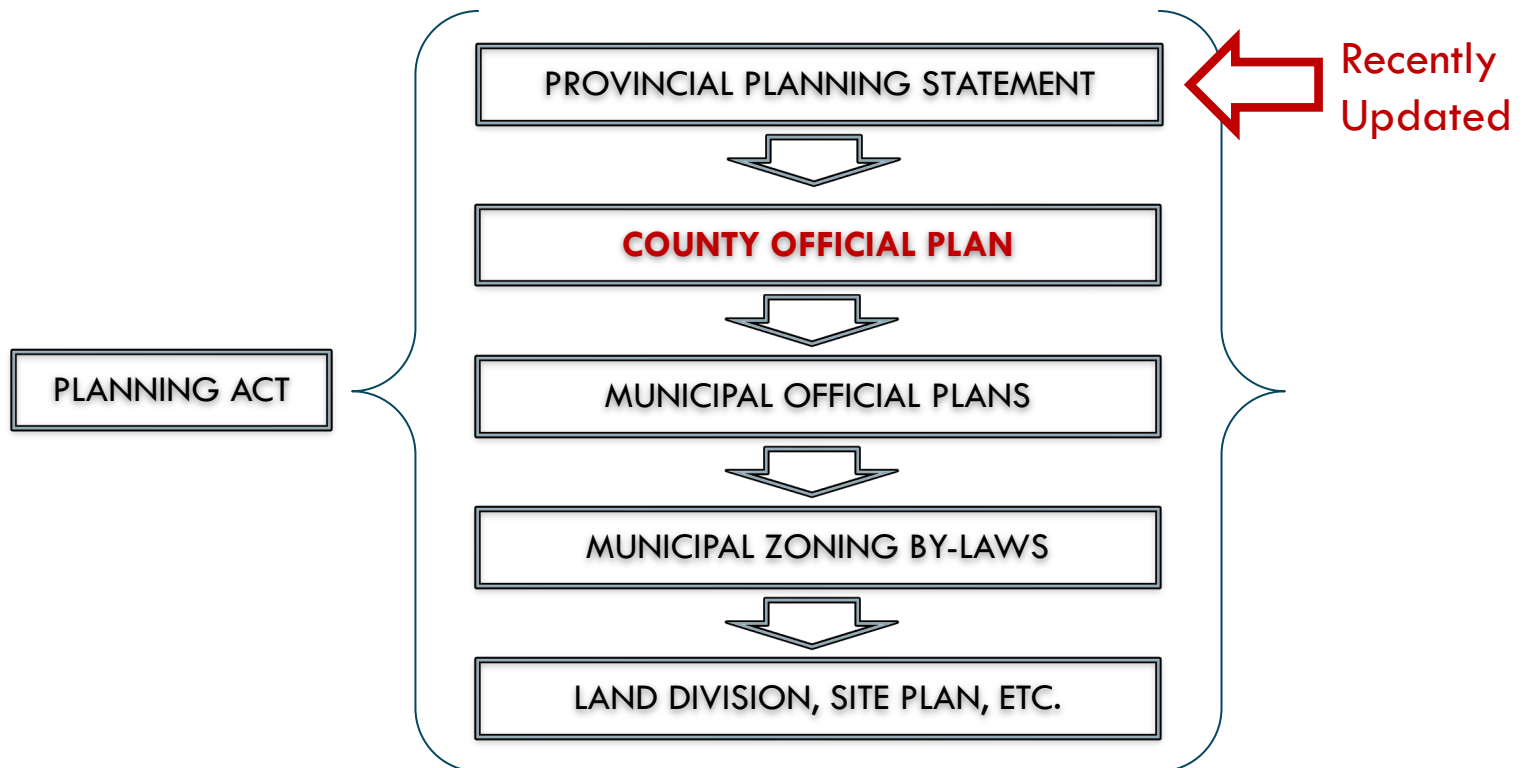 PROVINCIAL PLANNING STATEMENT
Recently
Updated
COUNTY OFFICIAL PLAN
PLANNING ACT
MUNICIPAL OFFICIAL PLANS
MUNICIPAL ZONING BY-LAWS
LAND DIVISION, SITE PLAN, ETC.